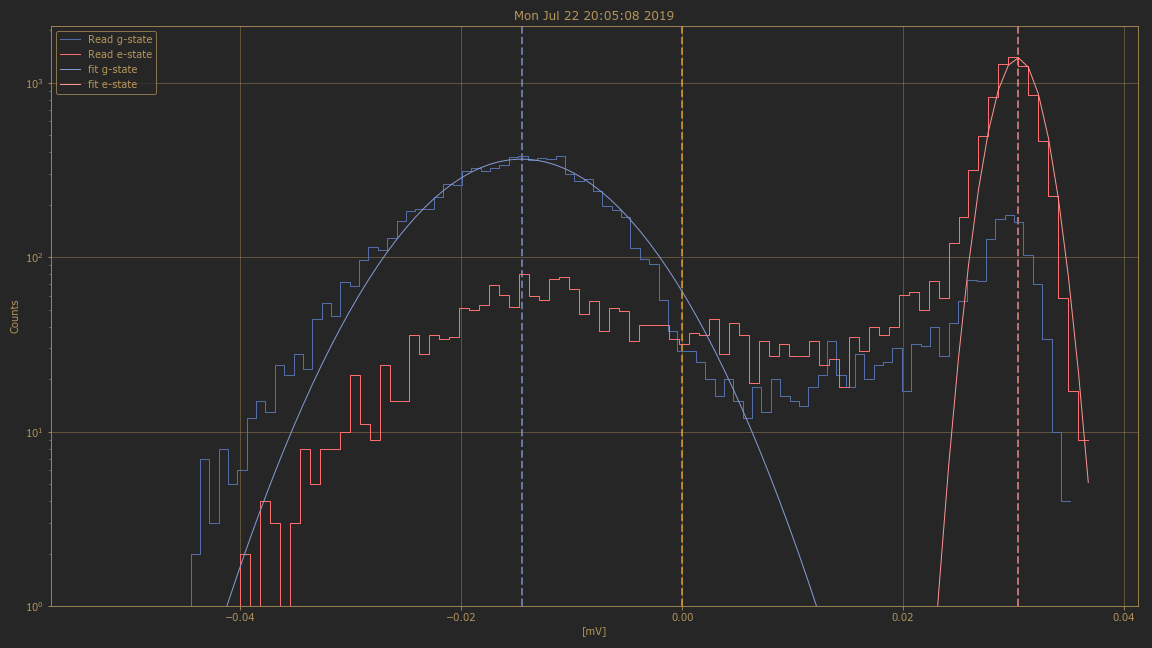 Mon Jul 22 20:05:08 2019
Read g-state
Read e-state
fit g-state
fit e-state
10³
10²
10¹
10⁰
Counts
−0.04
−0.02
0.00
0.02
0.04
[mV]